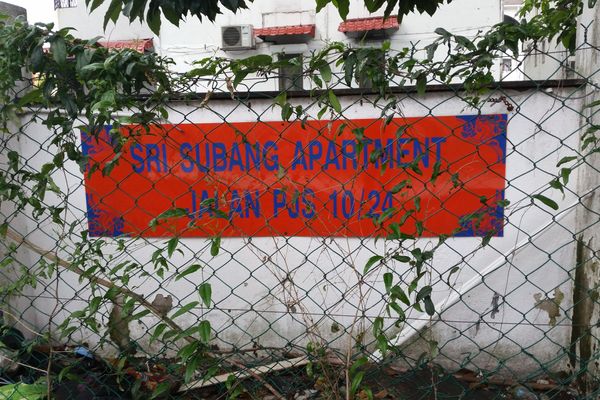 SRI SUBANG APARTMENT
JALAN PJS 10/24